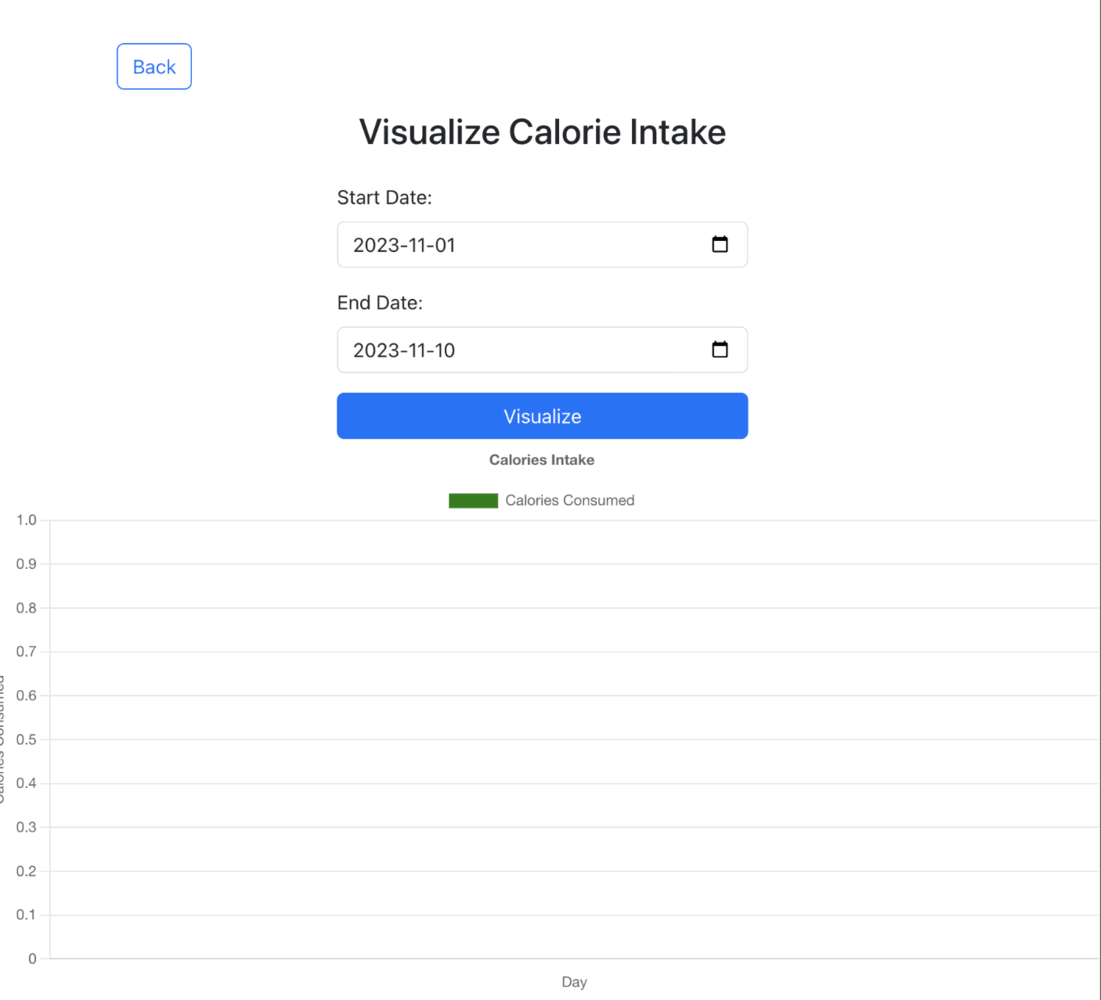 Back
Visualize Calorie Intake
Start Date:
2023-11-01
End Date:
2023-11-10
Visualize
Calories Intake
Calories Consumed
1.0
0.9
0.8
0.7
0.6
0.5
0.4
0.3
0.2
0.1
0
Calories Consumed
Day